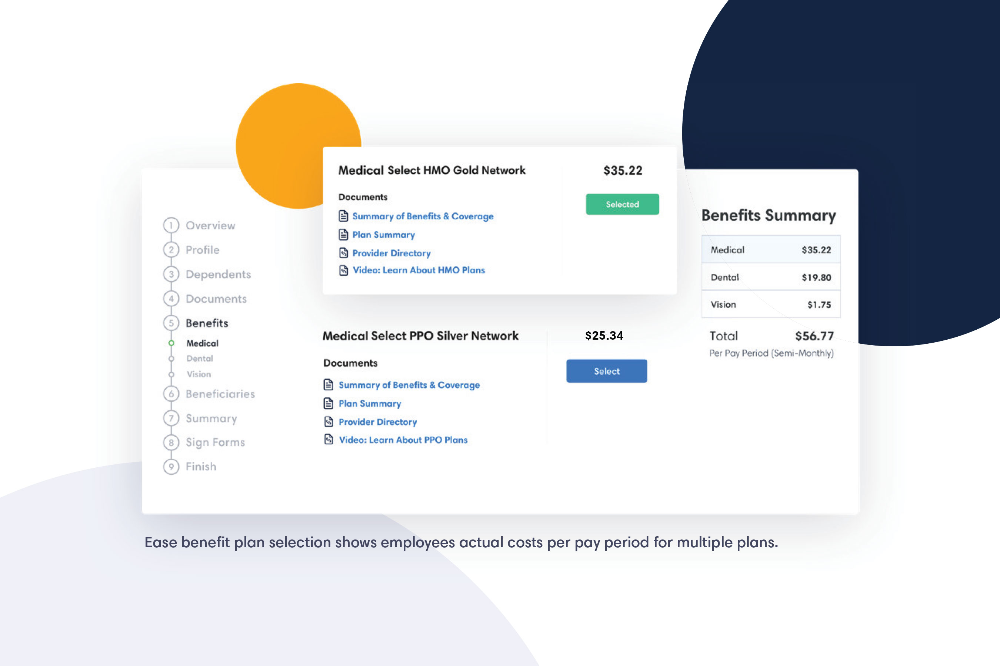 1 Overview
2 Profile
3 Dependents
4 Documents
5 Benefits
Medical
Dental
Vision
6 Beneficiaries
7 Summary
8 Sign Forms
9 Finish
Medical Select HMO Gold Network $35.22
Documents
Selected
Summary of Benefits & Coverage
Plan Summary
Provider Directory
Video: Learn About HMO Plans
Medical Select PPO Silver Network $25.34
Documents
Select
Summary of Benefits & Coverage
Plan Summary
Provider Directory
Video: Learn About PPO Plans
Benefits Summary
Medical $35.22
Dental $19.80
Vision $1.75
Total $56.77
Per Pay Period (Semi-Monthly)
Ease benefit plan selection shows employees actual costs per pay period for multiple plans.